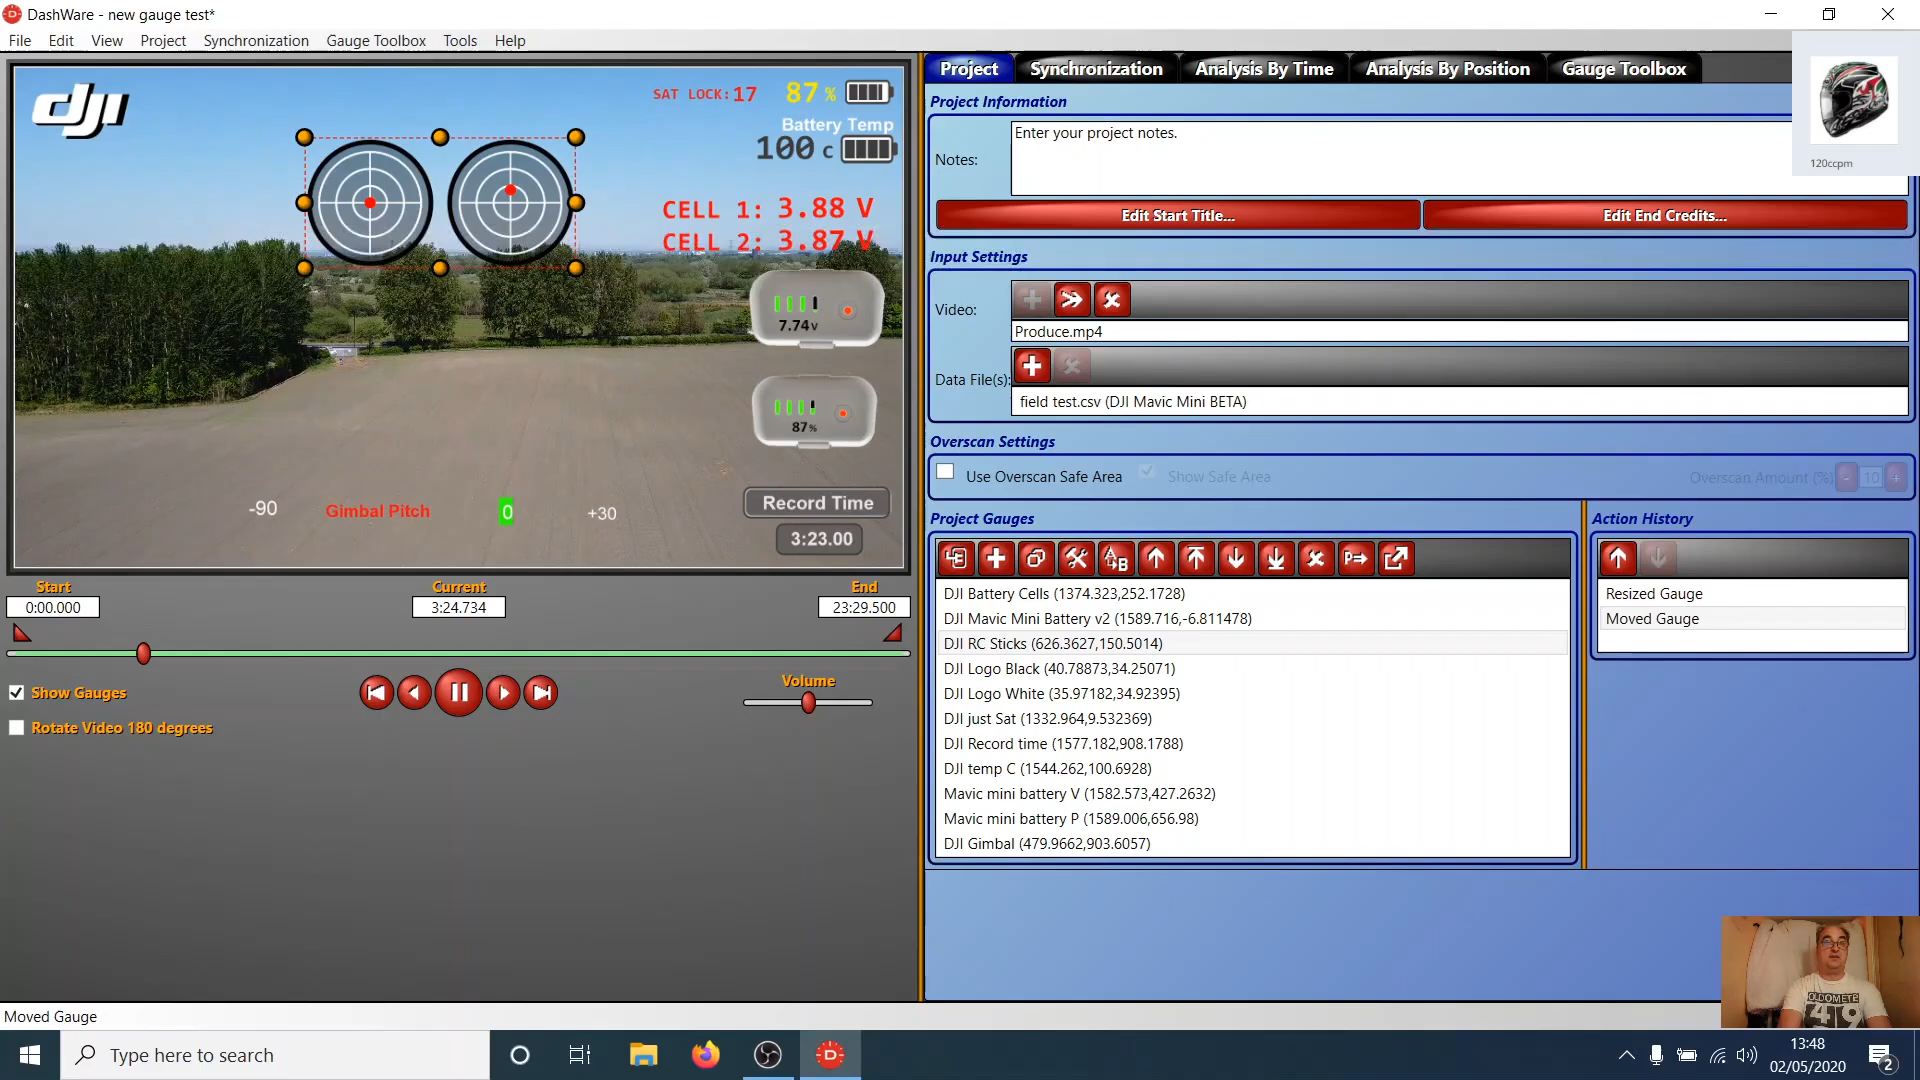 DashWare - new gauge test*
File Edit View Project Synchronization Gauge Toolbox Tools Help
dji
SAT LOCK:17 87 %
Battery Temp
100 c
CELL 1: 3.88 V
CELL 2: 3.87 V
7.74v
87%
-90 Gimbal Pitch 0 +30
Record Time
3:23.00
Start Current End
0:00.000 3:24.734 23:29.500
Show Gauges
Volume
Rotate Video 180 degrees
Project Synchronization Analysis By Time Analysis By Position Gauge Toolbox
Project Information
Notes: Enter your project notes.
120ccpm
Edit Start Title... Edit End Credits...
Input Settings
Video:
Produce.mp4
Data File(s):
field test.csv (DJI Mavic Mini BETA)
Overscan Settings
Use Overscan Safe Area Show Safe Area Overscan Amount (%) - 10 +
Project Gauges
A B P
DJI Battery Cells (1374.323,252.1728)
DJI Mavic Mini Battery v2 (1589.716,-6.811478)
DJI RC Sticks (626.3627,150.5014)
DJI Logo Black (40.78873,34.25071)
DJI Logo White (35.97182,34.92395)
DJI just Sat (1332.964,9.532369)
DJI Record time (1577.182,908.1788)
DJI temp C (1544.262,100.6928)
Mavic mini battery V (1582.573,427.2632)
Mavic mini battery P (1589.006,656.98)
DJI Gimbal (479.9662,903.6057)
Action History
Resized Gauge
Moved Gauge
OLDOMETE
49
Moved Gauge
Type here to search
D
13:48
02/05/2020
2